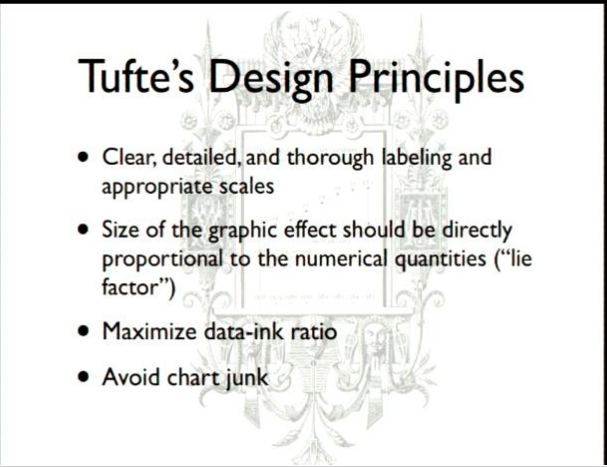 Tufte's Design Principles
• Clear, detailed, and thorough labeling and
appropriate scales
• Size of the graphic effect should be directly
proportional to the numerical quantities (“lie
factor”)
• Maximize data-ink ratio
• Avoid chart junk